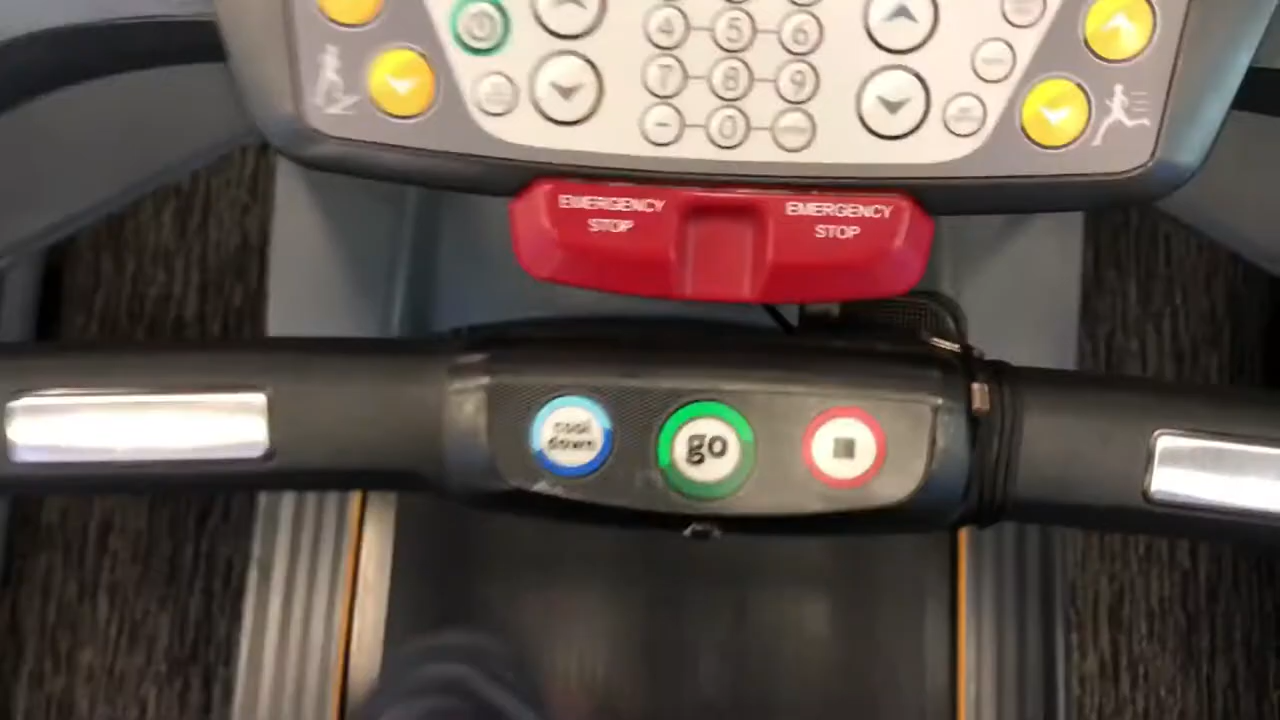 4 5 6
7 8 9
- 0
EMERGENCY
STOP
EMERGENCY
STOP
cool
down
go